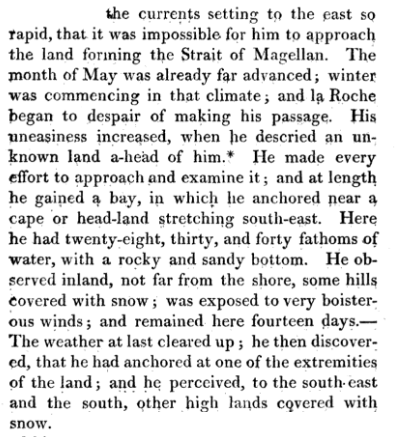 the currents setting to the east so
rapid, that it was impossible for him to approach
the land forming the Strait of Magellan. The
month of May was already far advanced; winter
was commencing in that climate; and la Roche
began to despair of making his passage. His
uneasiness increased, when he descried an un-
known land a-head of him.* He made every
effort to approach and examine it; and at length
he gained a bay, in which he anchored near a
cape or head-land stretching south-east. Here
he had twenty-eight, thirty, and forty fathoms of
water, with a rocky and sandy bottom. He ob-
served inland, not far from the shore, some hills
covered with snow; was exposed to very boister-
ous winds; and remained here fourteen days.—
The weather at last cleared up; he then discover-
ed, that he had anchored at one of the extremities
of the land; and he perceived, to the south-east
and the south, other high lands covered with
snow.